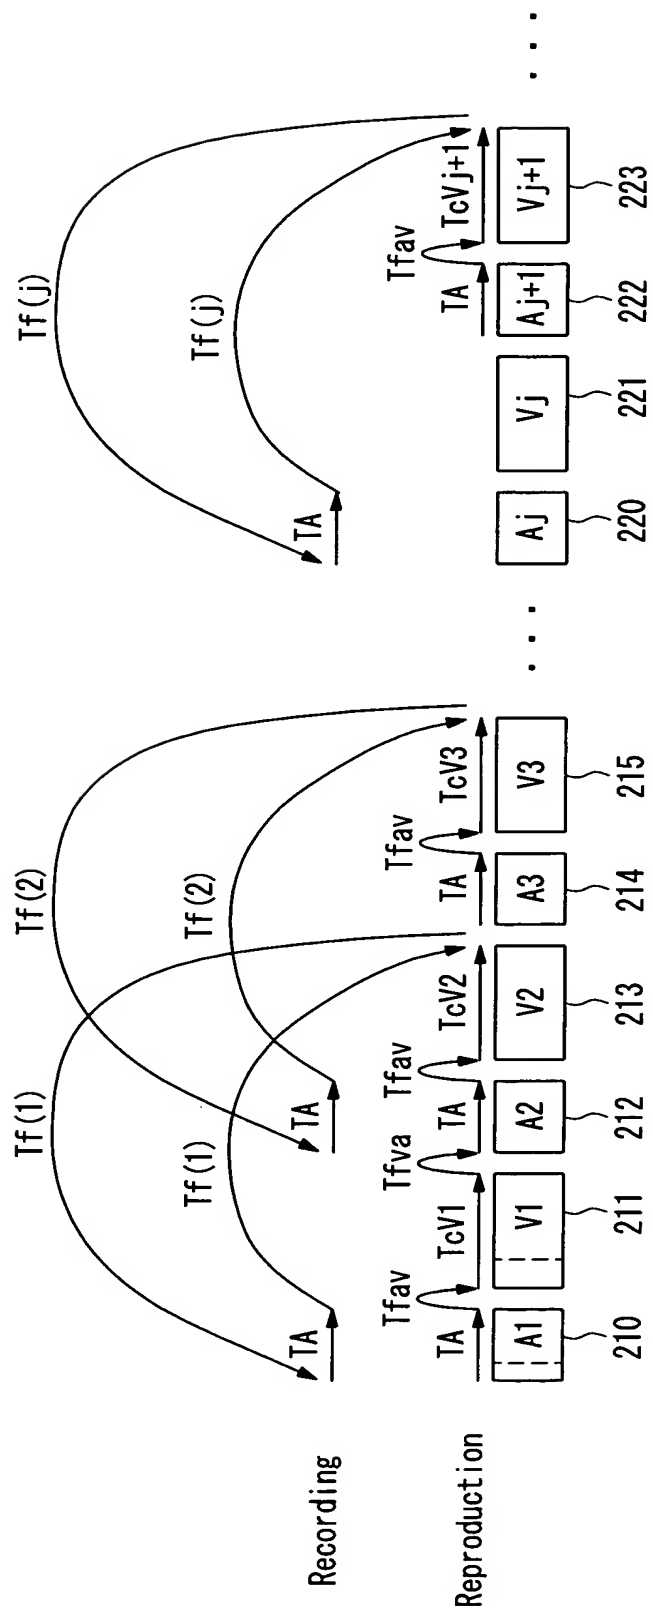 Tf(1) Tf(2) Tf(j)
Tf(1) Tf(2) Tf(j)
Recording TA TA TA
Tfav Tfva Tfav Tfav Tfav
Reproduction TA TcV1 TA TcV2 TA TcV3 TA TcVj+1
A1 V1 A2 V2 A3 V3 ... Aj Vj Aj+1 Vj+1 ...
210 211 212 213 214 215 220 221 222 223